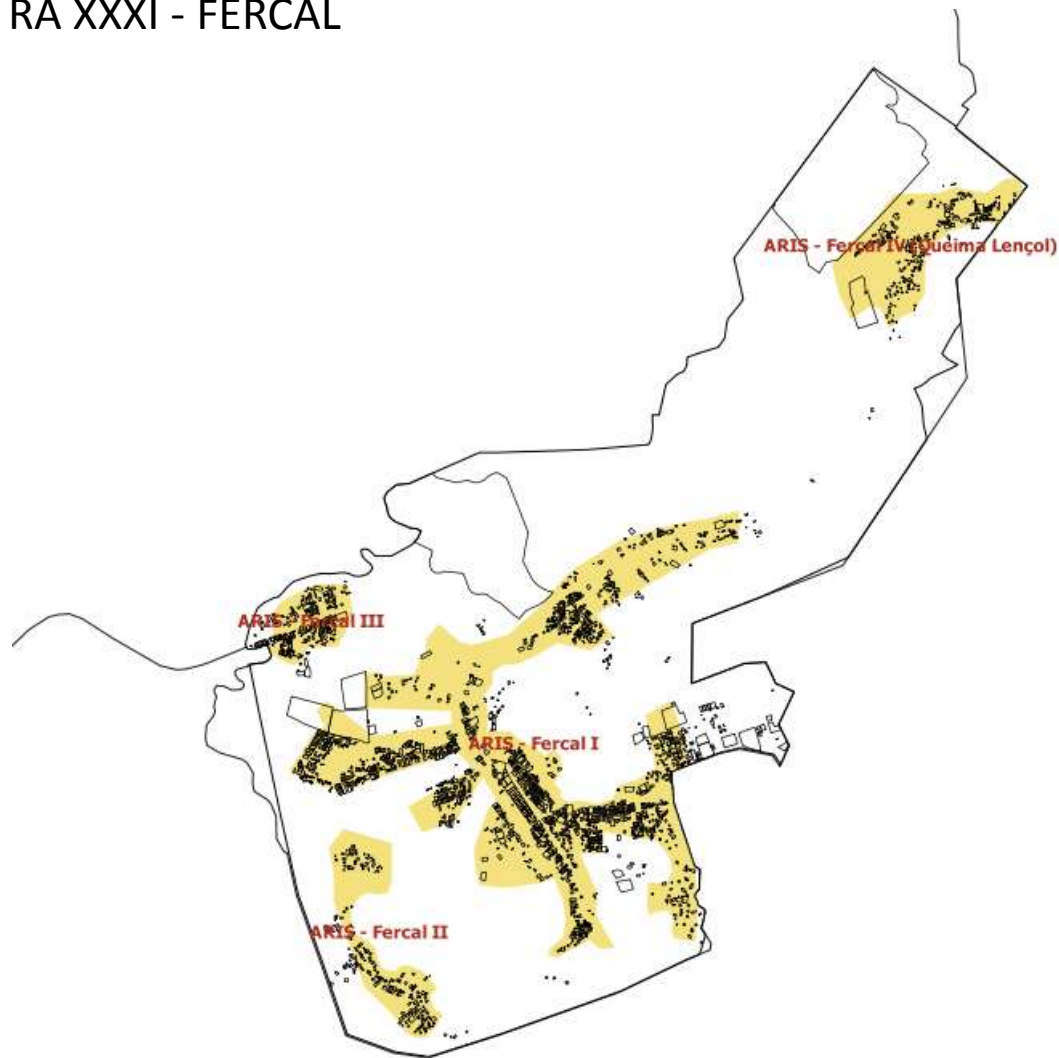 RA XXXI - FERCAL
ARIS - Fercal IV (Queima Lençol)
ARIS - Fercal III
ARIS - Fercal I
ARIS - Fercal II